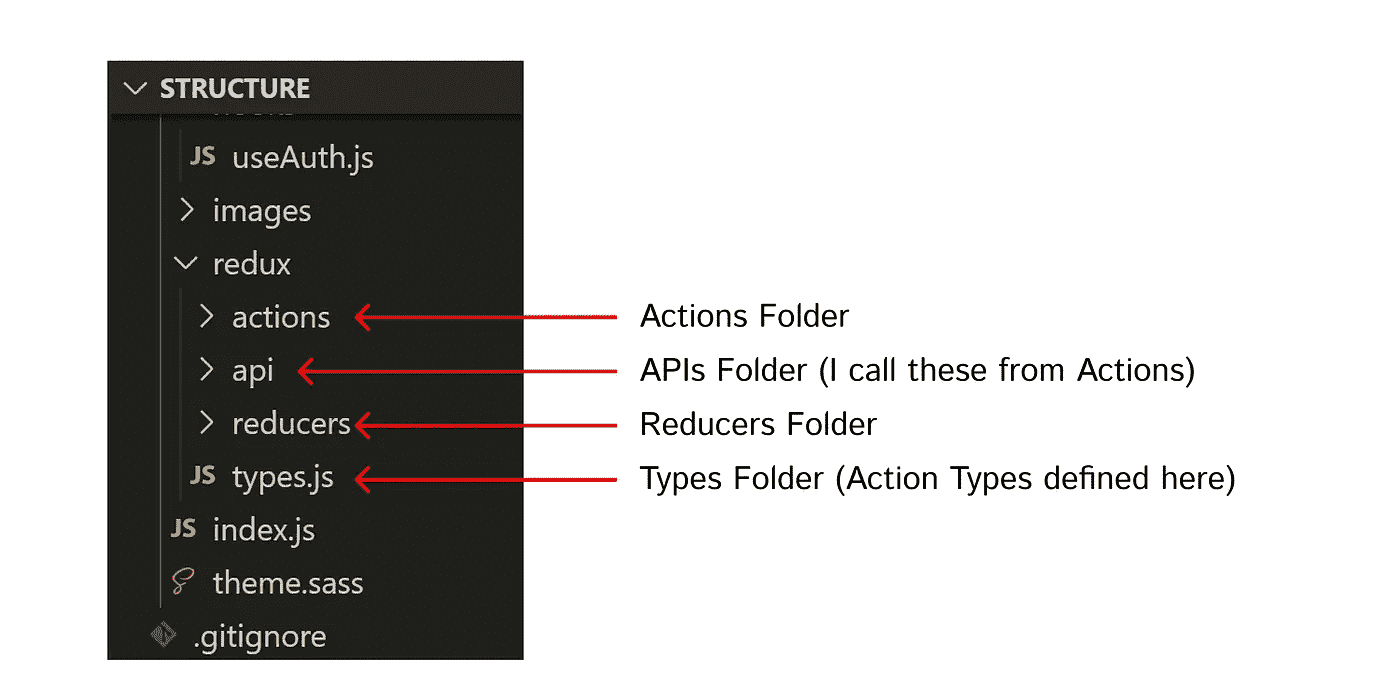 STRUCTURE
JS useAuth.js
images
redux
actions Actions Folder
api APIs Folder (I call these from Actions)
reducers Reducers Folder
JS types.js Types Folder (Action Types defined here)
JS index.js
theme.sass
.gitignore